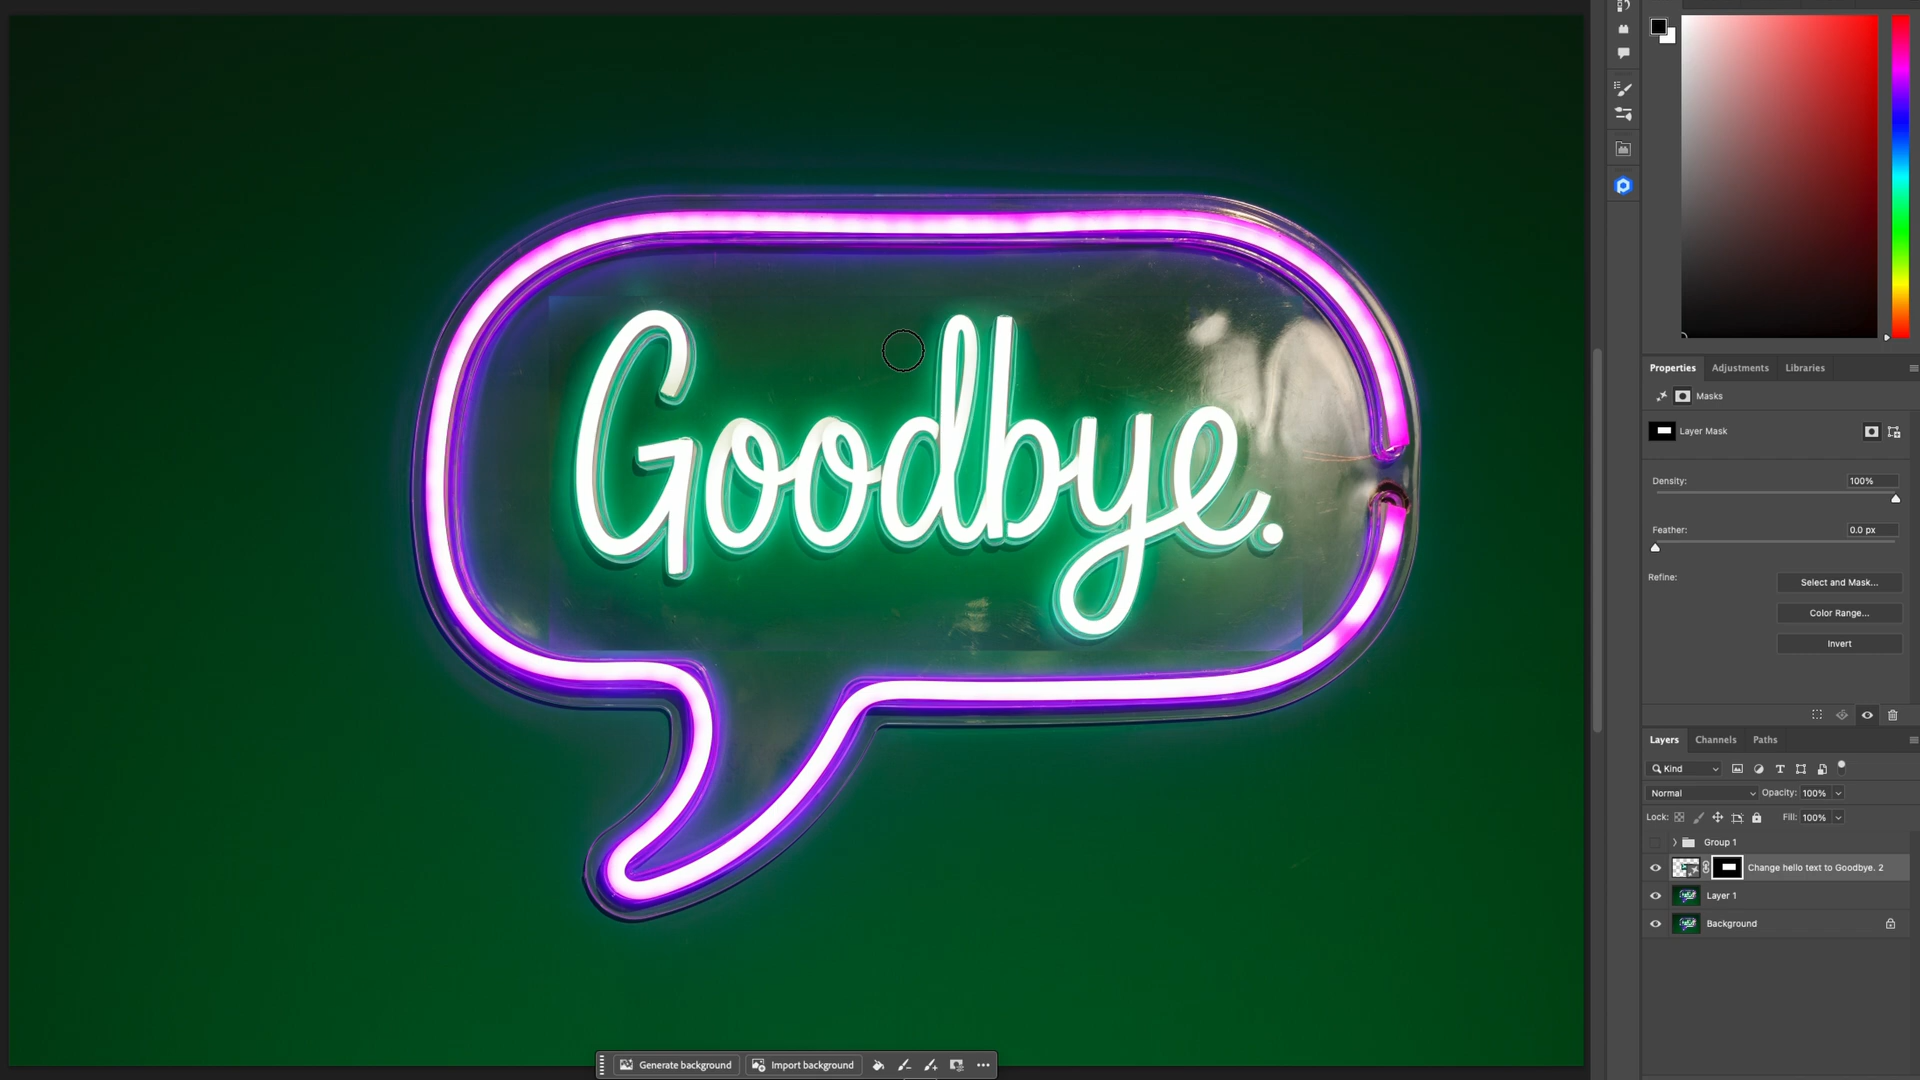 Goodbye.
Properties Adjustments Libraries
Masks
Layer Mask
Density: 100%
Feather: 0.0 px
Refine: Select and Mask...
Color Range...
Invert
Layers Channels Paths
Kind
Normal Opacity: 100%
Lock: Fill: 100%
Group 1
Change hello text to Goodbye. 2
Layer 1
Background
Generate background Import background